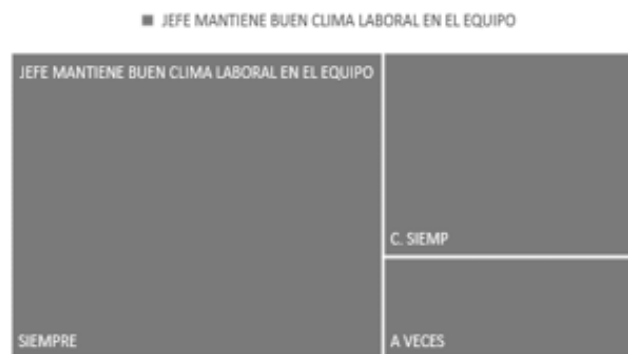 JEFE MANTIENE BUEN CLIMA LABORAL EN EL EQUIPO
JEFE MANTIENE BUEN CLIMA LABORAL EN EL EQUIPO
C. SIEMP
SIEMPRE
A VECES